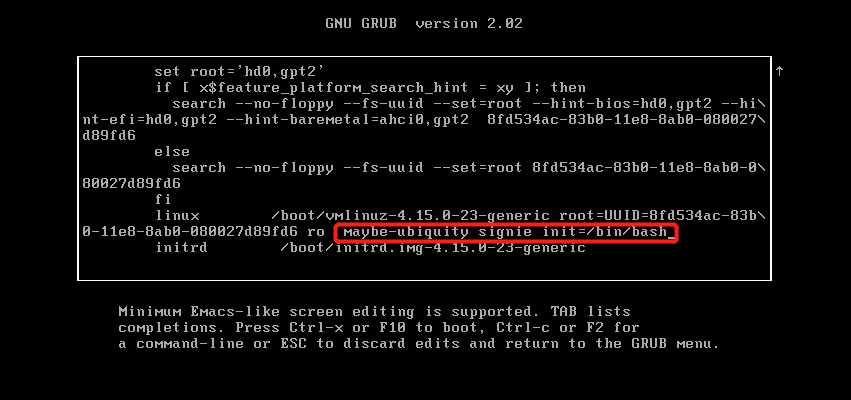 GNU GRUB version 2.02
set root='hd0,gpt2'
if [ x$feature_platform_search_hint = xy ]; then
search --no-floppy --fs-uuid --set=root --hint-bios=hd0,gpt2 --hi\
nt-efi=hd0,gpt2 --hint-baremetal=ahci0,gpt2 8fd534ac-83b0-11e8-8ab0-080027\
d89fd6
else
search --no-floppy --fs-uuid --set=root 8fd534ac-83b0-11e8-8ab0-0\
80027d89fd6
fi
linux /boot/vmlinuz-4.15.0-23-generic root=UUID=8fd534ac-83b\
0-11e8-8ab0-080027d89fd6 ro maybe-ubiquity signie init=/bin/bash_
initrd /boot/initrd.img-4.15.0-23-generic
Minimum Emacs-like screen editing is supported. TAB lists
completions. Press Ctrl-x or F10 to boot, Ctrl-c or F2 for
a command-line or ESC to discard edits and return to the GRUB menu.